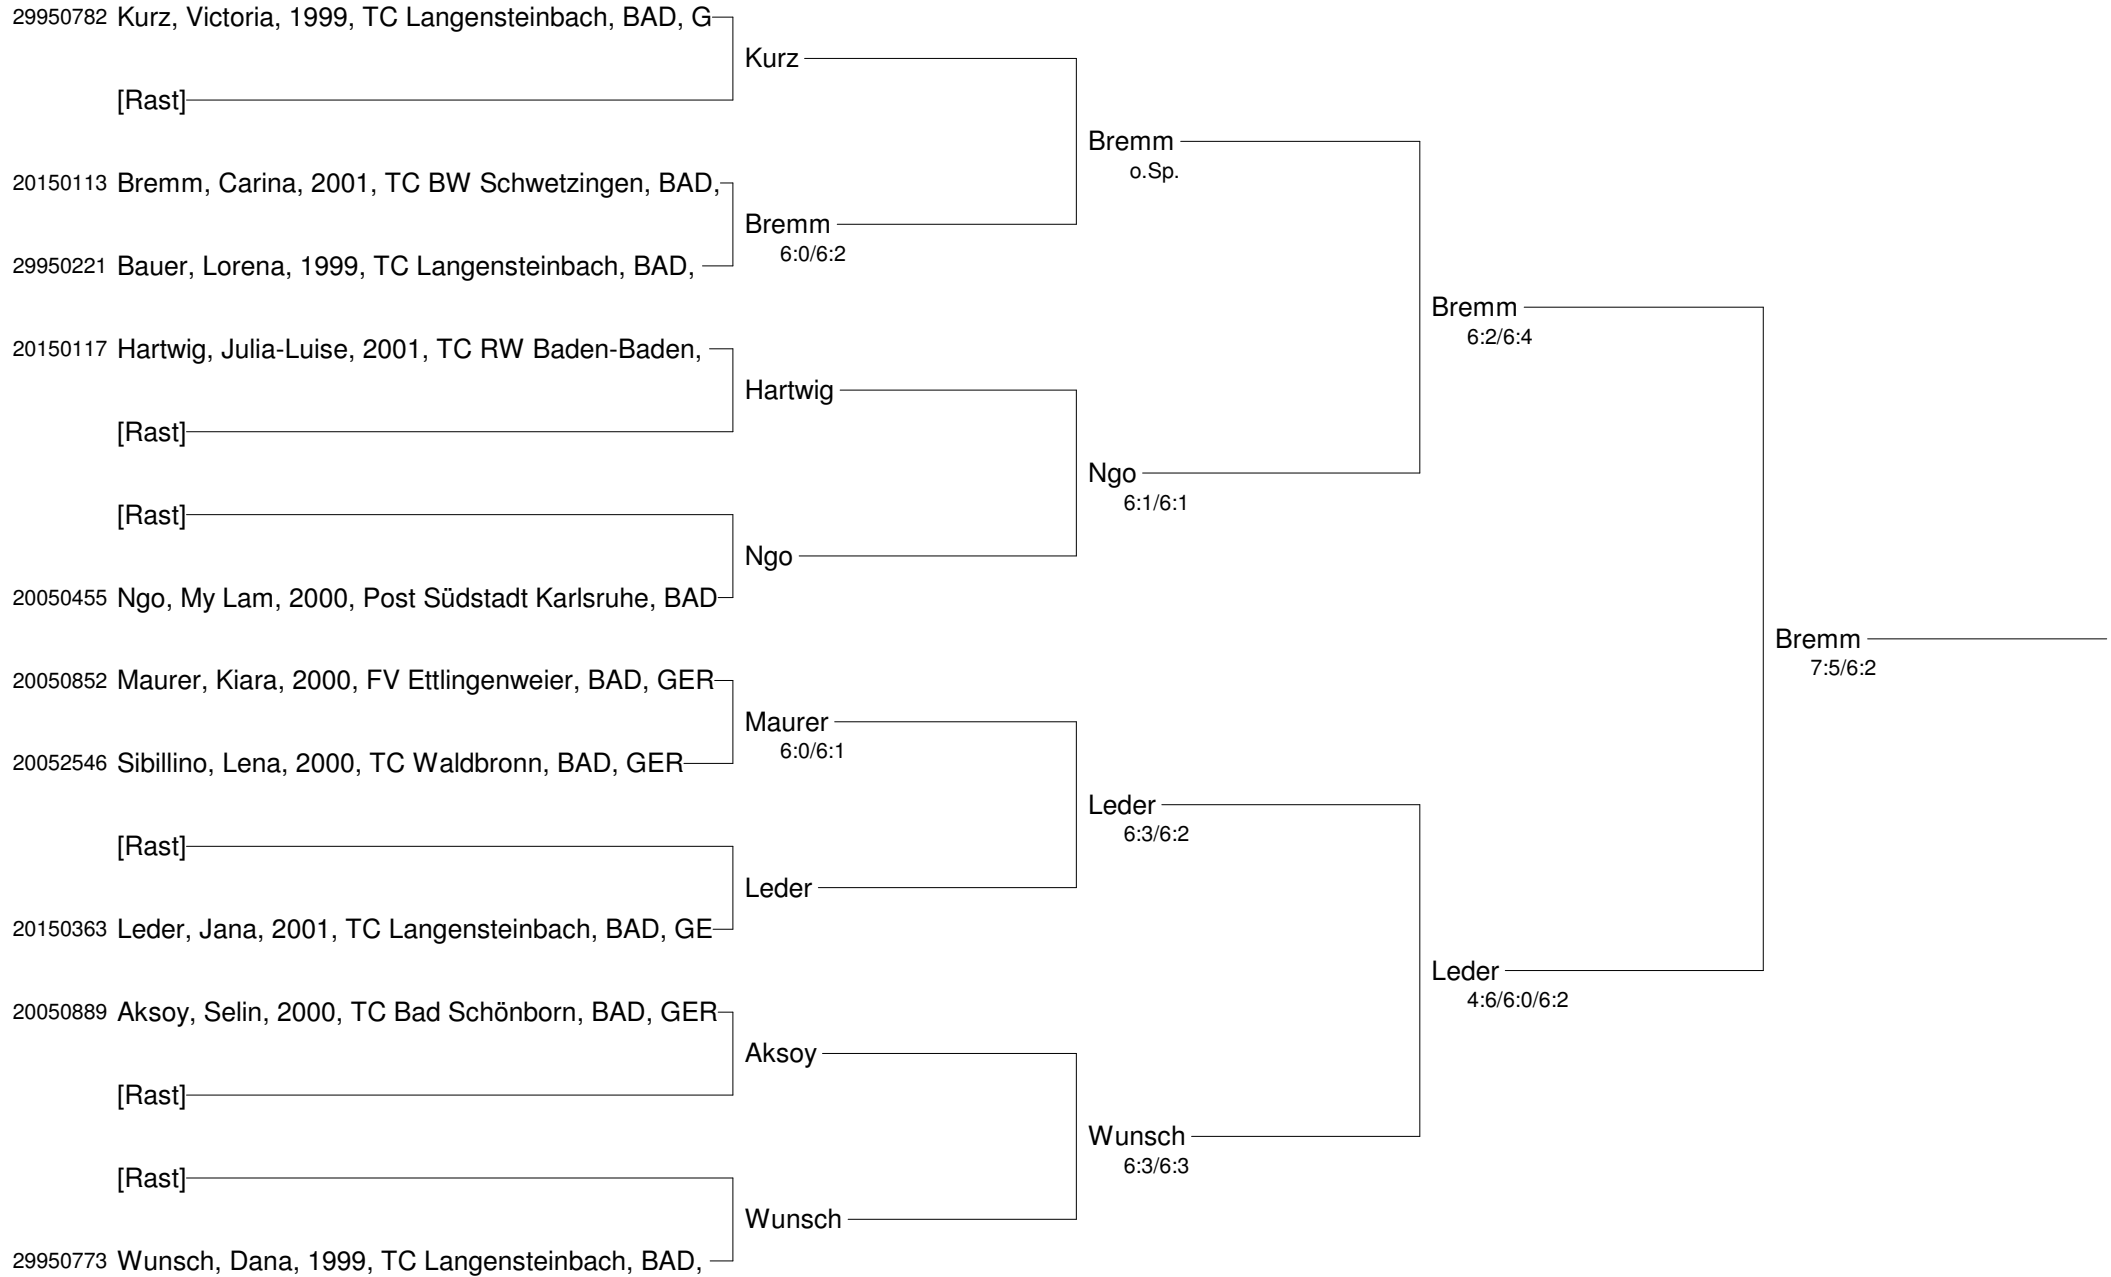 29950782 Kurz, Victoria, 1999, TC Langensteinbach, BAD, G
Kurz
[Rast]
Bremm
o.Sp.
20150113 Bremm, Carina, 2001, TC BW Schwetzingen, BAD,
Bremm
6:0/6:2
29950221 Bauer, Lorena, 1999, TC Langensteinbach, BAD,
Bremm
6:2/6:4
20150117 Hartwig, Julia-Luise, 2001, TC RW Baden-Baden,
Hartwig
[Rast]
Ngo
6:1/6:1
[Rast]
Ngo
20050455 Ngo, My Lam, 2000, Post Südstadt Karlsruhe, BAD
Bremm
7:5/6:2
20050852 Maurer, Kiara, 2000, FV Ettlingenweier, BAD, GER
Maurer
6:0/6:1
20052546 Sibillino, Lena, 2000, TC Waldbronn, BAD, GER
Leder
6:3/6:2
[Rast]
Leder
20150363 Leder, Jana, 2001, TC Langensteinbach, BAD, GE
Leder
4:6/6:0/6:2
20050889 Aksoy, Selin, 2000, TC Bad Schönborn, BAD, GER
Aksoy
[Rast]
Wunsch
6:3/6:3
[Rast]
Wunsch
29950773 Wunsch, Dana, 1999, TC Langensteinbach, BAD,